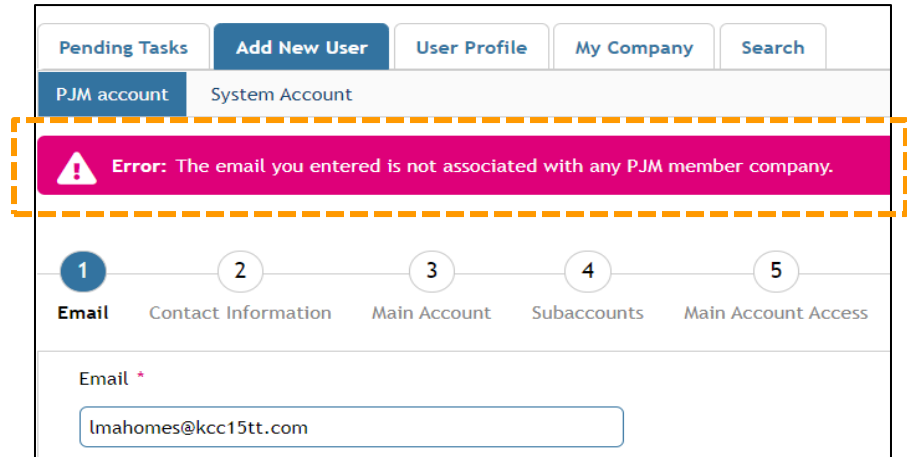 Pending Tasks Add New User User Profile My Company Search
PJM account System Account
Error: The email you entered is not associated with any PJM member company.
1 2 3 4 5
Email Contact Information Main Account Subaccounts Main Account Access
Email *
lmahomes@kcc15tt.com